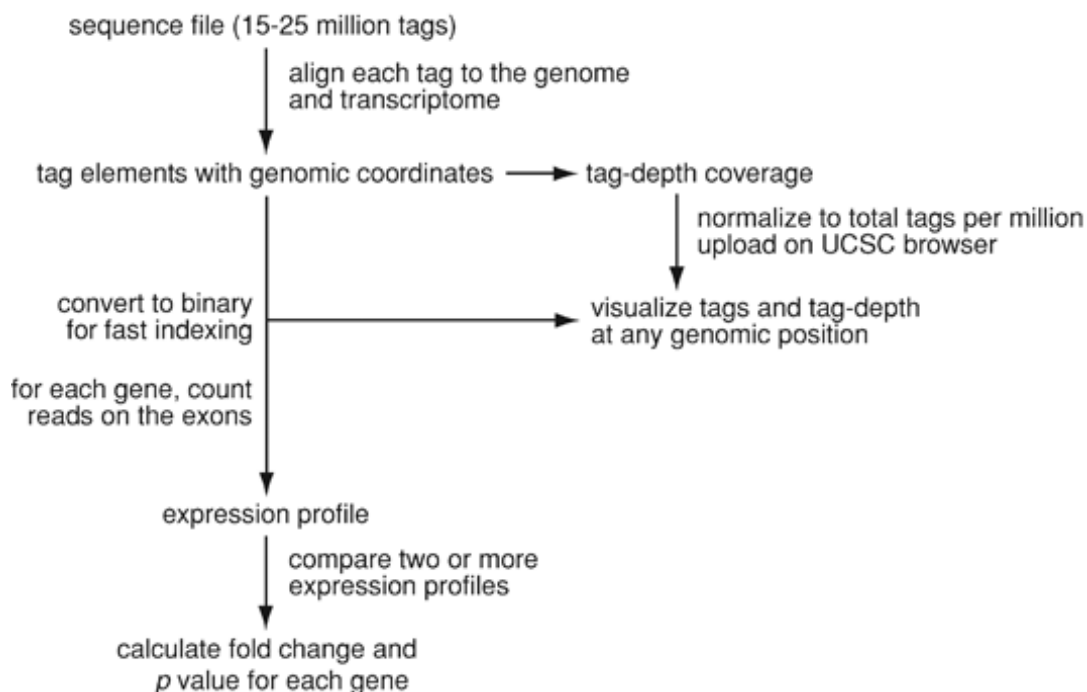 sequence file (15-25 million tags)
align each tag to the genome
and transcriptome
tag elements with genomic coordinates
tag-depth coverage
normalize to total tags per million
upload on UCSC browser
convert to binary
for fast indexing
visualize tags and tag-depth
at any genomic position
for each gene, count
reads on the exons
expression profile
compare two or more
expression profiles
calculate fold change and
p value for each gene